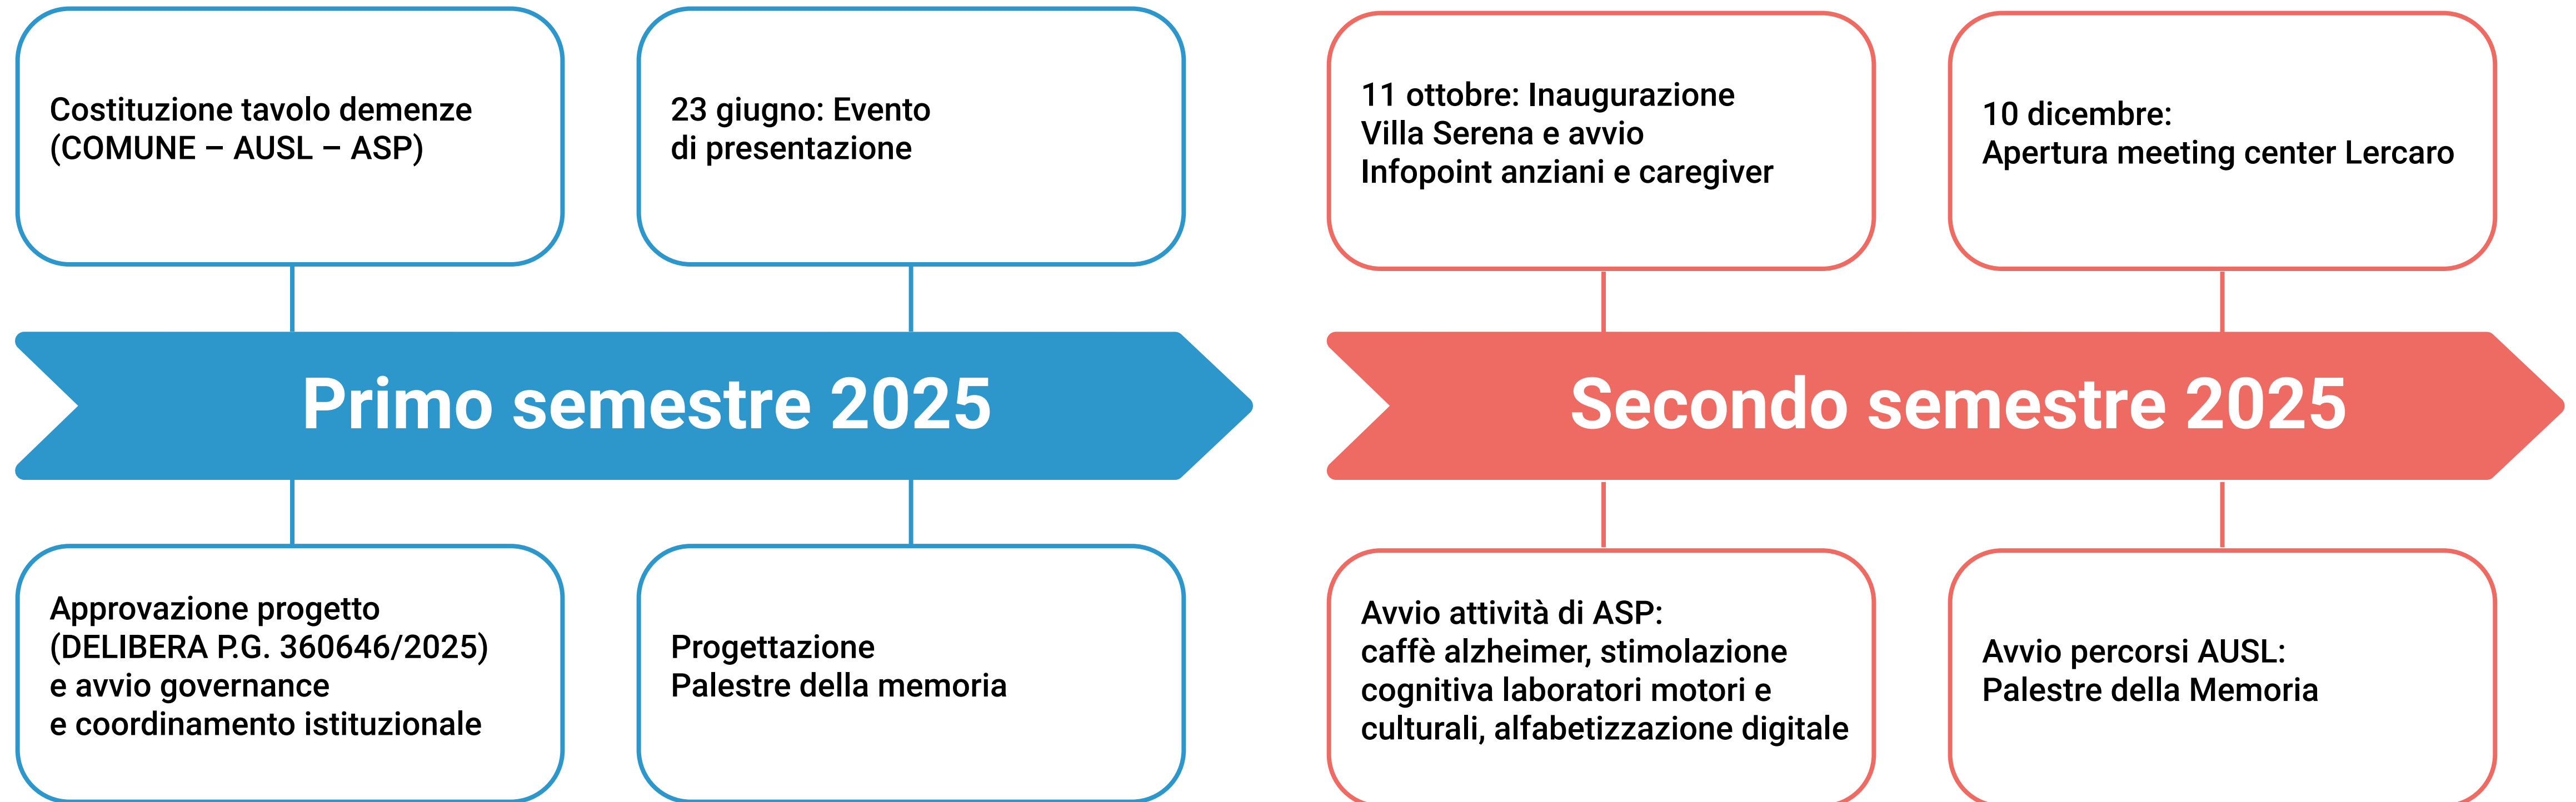 Costituzione tavolo demenze
(COMUNE – AUSL – ASP)
23 giugno: Evento
di presentazione
11 ottobre: Inaugurazione
Villa Serena e avvio
Infopoint anziani e caregiver
10 dicembre:
Apertura meeting center Lercaro
Primo semestre 2025
Secondo semestre 2025
Approvazione progetto
(DELIBERA P.G. 360646/2025)
e avvio governance
e coordinamento istituzionale
Progettazione
Palestre della memoria
Avvio attività di ASP:
caffè alzheimer, stimolazione
cognitiva laboratori motori e
culturali, alfabetizzazione digitale
Avvio percorsi AUSL:
Palestre della Memoria